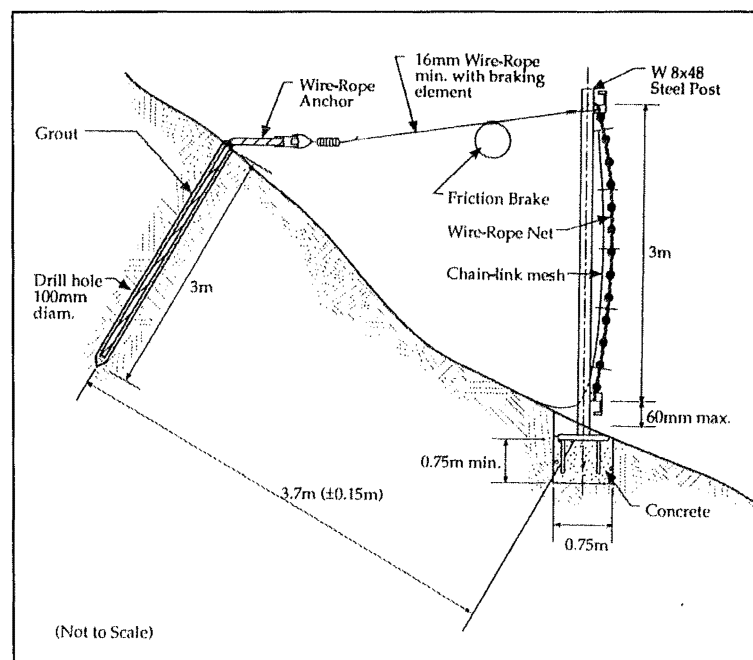 16mm Wire-Rope
min. with braking
element
W 8x48
Steel Post
Wire-Rope
Anchor
Grout
Friction Brake
Wire-Rope Net
3m
Chain-link mesh
Drill hole
100mm
diam.
3m
60mm max.
0.75m min.
3.7m (±0.15m)
Concrete
0.75m
(Not to Scale)